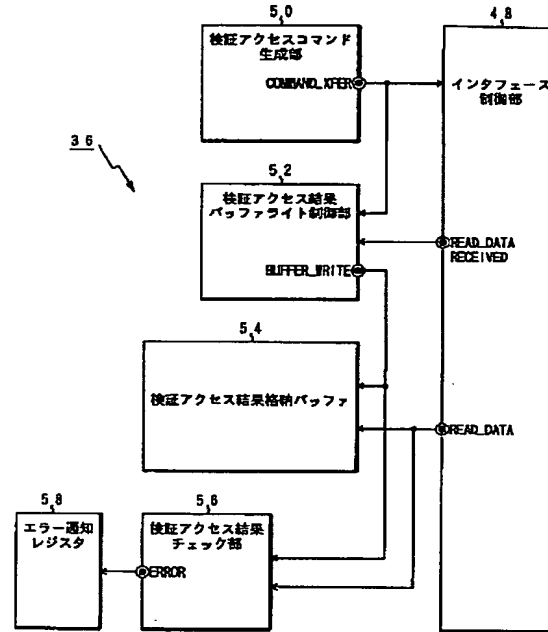 50
検証アクセスコマンド
生成部
COMMAND_XFER
48
インタフェース
制御部
36
52
検証アクセス結果
バッファライト制御部
BUFFER_WRITE
READ_DATA
RECEIVED
54
検証アクセス結果格納バッファ
READ_DATA
58
エラー通知
レジスタ
56
検証アクセス結果
チェック部
ERROR